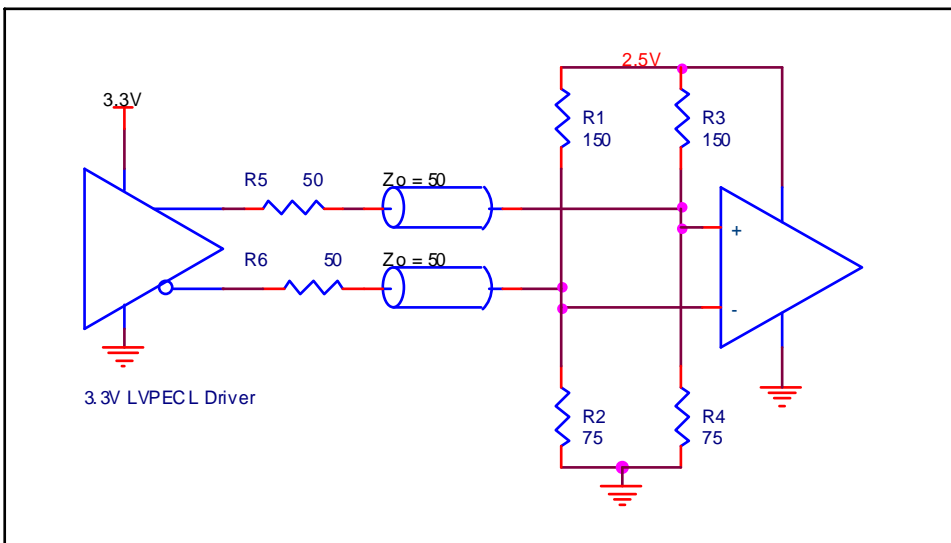 2.5V
3.3V
R1
150
R3
150
R5 50
Zo = 50
+
R6 50
Zo = 50
-
3.3V LVPECL Driver
R2
75
R4
75